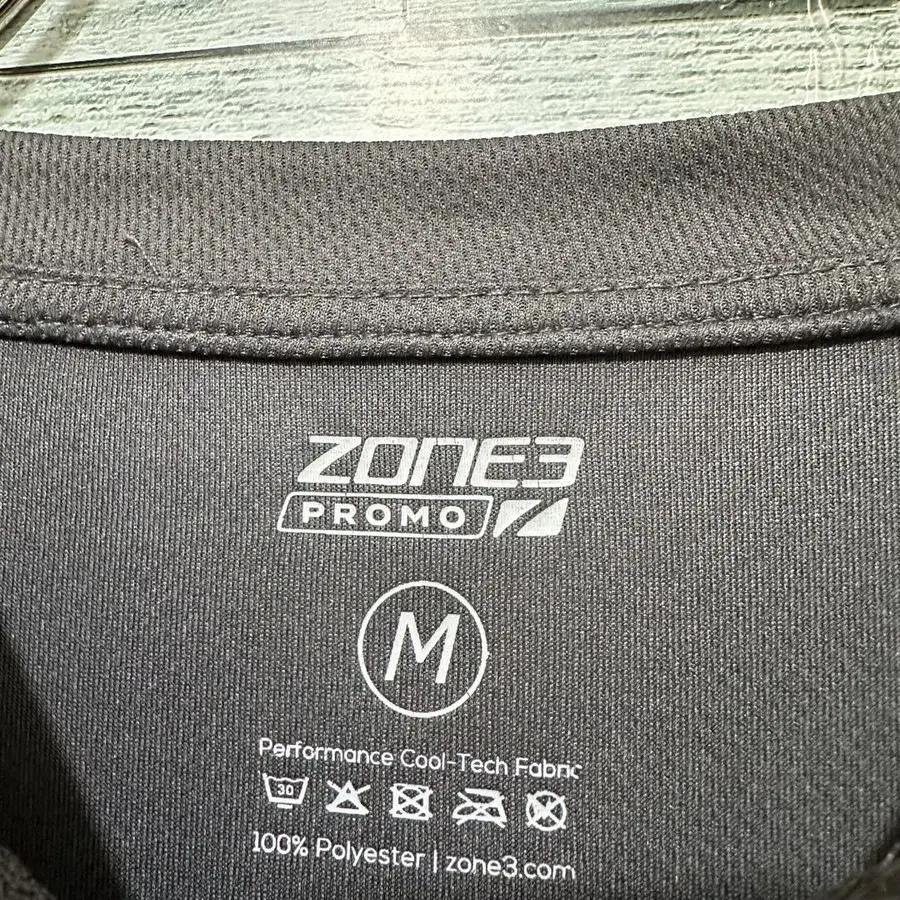 ZONE3
PROMO
M
Performance Cool-Tech Fabric
30
100% Polyester | zone3.com